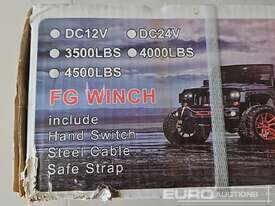 DC12V DC24V
3500LBS 4000LBS
4500LBS
FG WiNCH
include
Hand Switch
Steel Cable
Safe Strap
EURO AUCTIONS